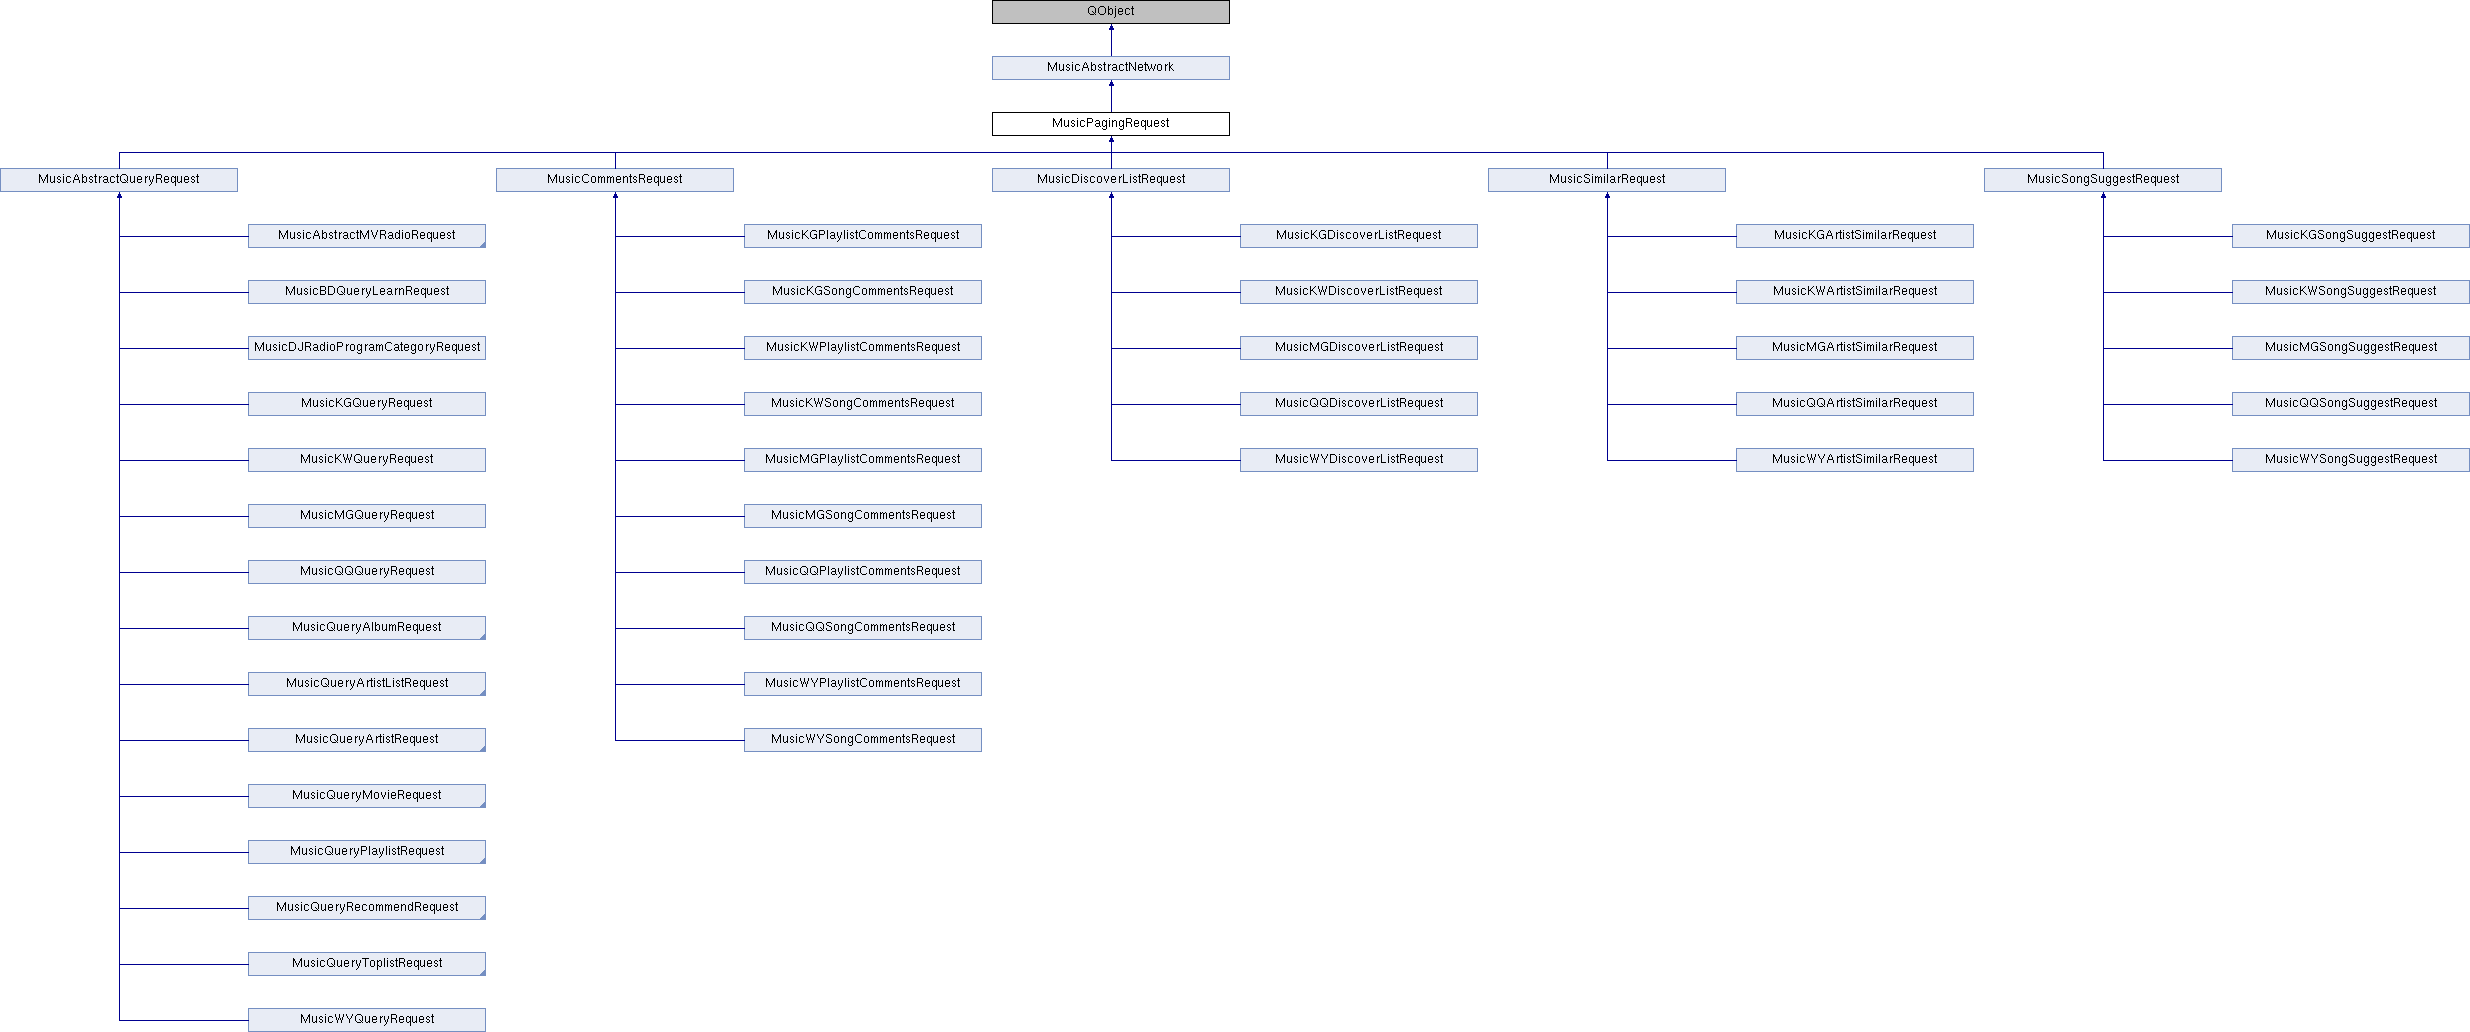 QObject
MusicAbstractNetwork
MusicPagingRequest
MusicAbstractQueryRequest
MusicCommentsRequest
MusicDiscoverListRequest
MusicSimilarRequest
MusicSongSuggestRequest
MusicAbstractMVRadioRequest
MusicKGPlaylistCommentsRequest
MusicKGDiscoverListRequest
MusicKGArtistSimilarRequest
MusicKGSongSuggestRequest
MusicBDQueryLearnRequest
MusicKGSongCommentsRequest
MusicKWDiscoverListRequest
MusicKWArtistSimilarRequest
MusicKWSongSuggestRequest
MusicDJRadioProgramCategoryRequest
MusicKWPlaylistCommentsRequest
MusicMGDiscoverListRequest
MusicMGArtistSimilarRequest
MusicMGSongSuggestRequest
MusicKGQueryRequest
MusicKWSongCommentsRequest
MusicQQDiscoverListRequest
MusicQQArtistSimilarRequest
MusicQQSongSuggestRequest
MusicKWQueryRequest
MusicMGPlaylistCommentsRequest
MusicWYDiscoverListRequest
MusicWYArtistSimilarRequest
MusicWYSongSuggestRequest
MusicMGQueryRequest
MusicMGSongCommentsRequest
MusicQQQueryRequest
MusicQQPlaylistCommentsRequest
MusicQueryAlbumRequest
MusicQQSongCommentsRequest
MusicQueryArtistListRequest
MusicWYPlaylistCommentsRequest
MusicQueryArtistRequest
MusicWYSongCommentsRequest
MusicQueryMovieRequest
MusicQueryPlaylistRequest
MusicQueryRecommendRequest
MusicQueryToplistRequest
MusicWYQueryRequest